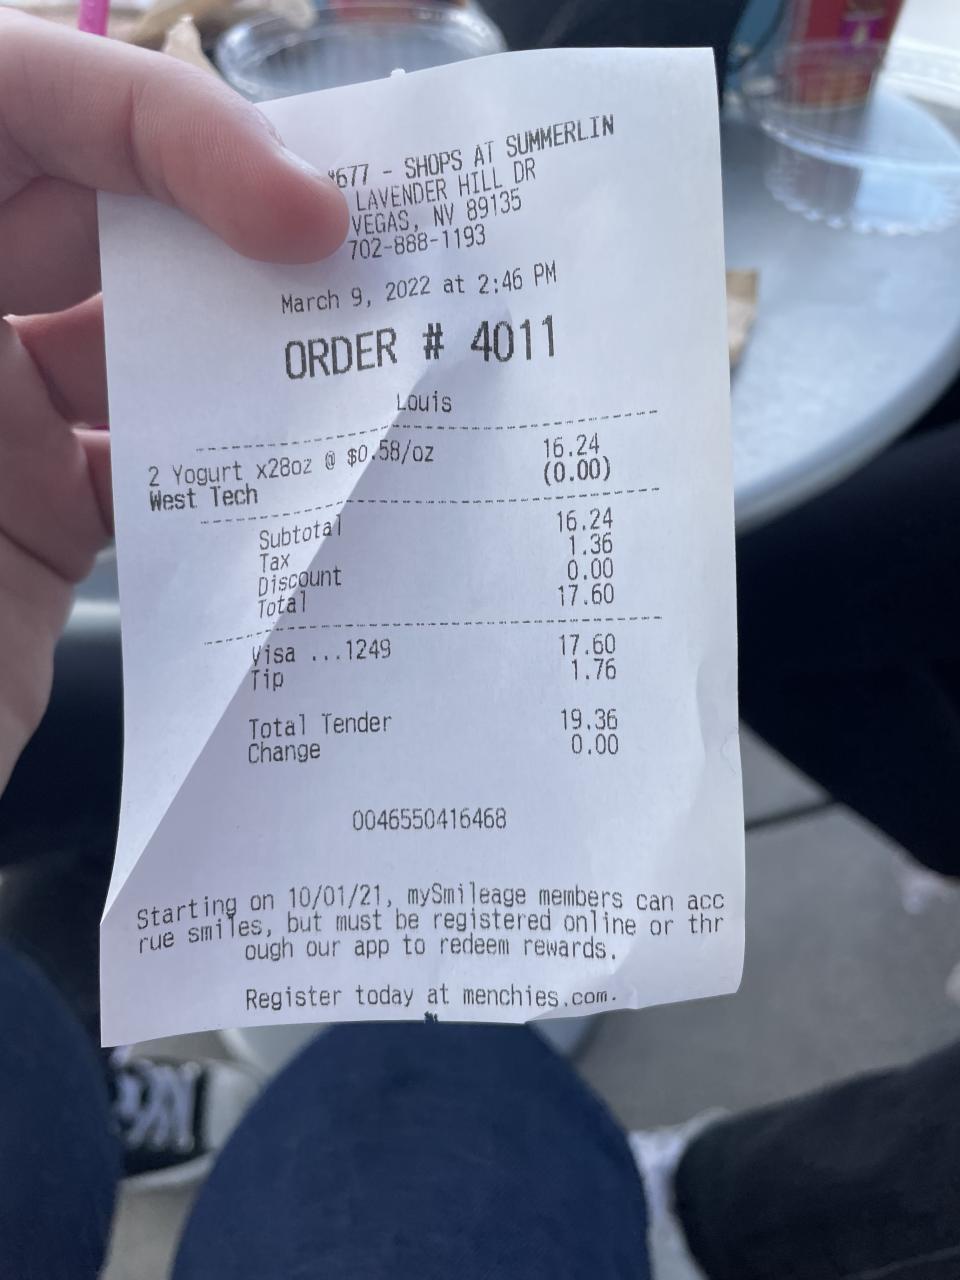 #677 - SHOPS AT SUMMERLIN
LAVENDER HILL DR
VEGAS, NV 89135
702-888-1193
March 9, 2022 at 2:46 PM
ORDER # 4011
Louis
2 Yogurt x28oz @ $0.58/oz 16.24
West Tech (0.00)
Subtotal 16.24
Tax 1.36
Discount 0.00
Total 17.60
Visa ...1249 17.60
Tip 1.76
Total Tender 19.36
Change 0.00
0046550416468
Starting on 10/01/21, mySmileage members can acc
rue smiles, but must be registered online or thr
ough our app to redeem rewards.
Register today at menchies.com.